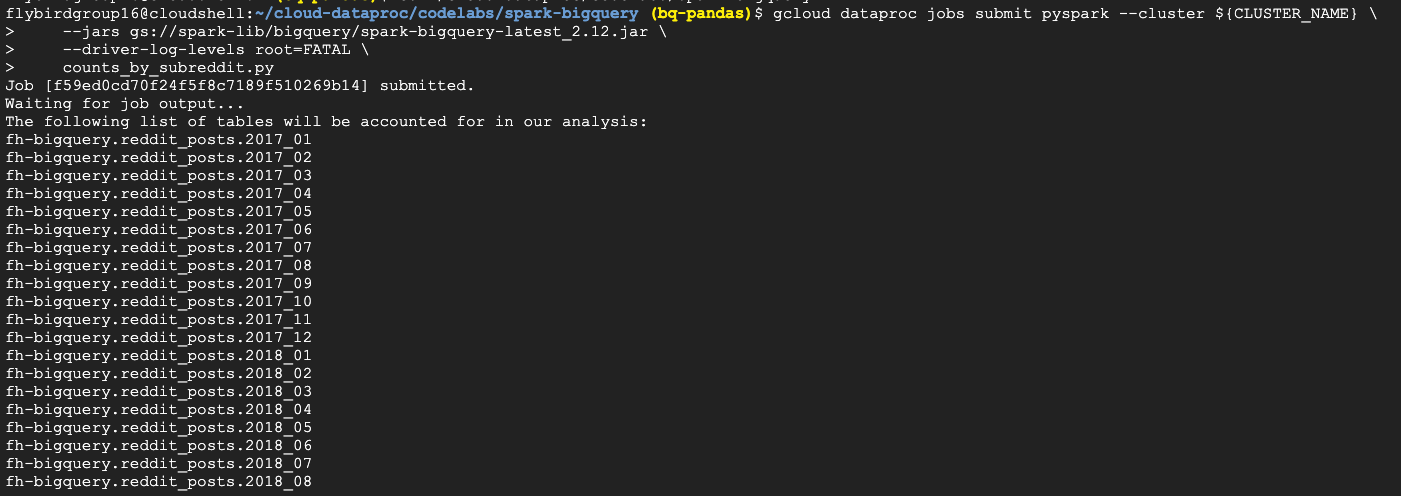 flybirdgroup16@cloudshell:~/cloud-dataproc/codelabs/spark-bigquery (bq-pandas)$ gcloud dataproc jobs submit pyspark --cluster ${CLUSTER_NAME} \
>     --jars gs://spark-lib/bigquery/spark-bigquery-latest_2.12.jar \
>     --driver-log-levels root=FATAL \
>     counts_by_subreddit.py
Job [f59ed0cd70f24f5f8c7189f510269b14] submitted.
Waiting for job output...
The following list of tables will be accounted for in our analysis:
fh-bigquery.reddit_posts.2017_01
fh-bigquery.reddit_posts.2017_02
fh-bigquery.reddit_posts.2017_03
fh-bigquery.reddit_posts.2017_04
fh-bigquery.reddit_posts.2017_05
fh-bigquery.reddit_posts.2017_06
fh-bigquery.reddit_posts.2017_07
fh-bigquery.reddit_posts.2017_08
fh-bigquery.reddit_posts.2017_09
fh-bigquery.reddit_posts.2017_10
fh-bigquery.reddit_posts.2017_11
fh-bigquery.reddit_posts.2017_12
fh-bigquery.reddit_posts.2018_01
fh-bigquery.reddit_posts.2018_02
fh-bigquery.reddit_posts.2018_03
fh-bigquery.reddit_posts.2018_04
fh-bigquery.reddit_posts.2018_05
fh-bigquery.reddit_posts.2018_06
fh-bigquery.reddit_posts.2018_07
fh-bigquery.reddit_posts.2018_08